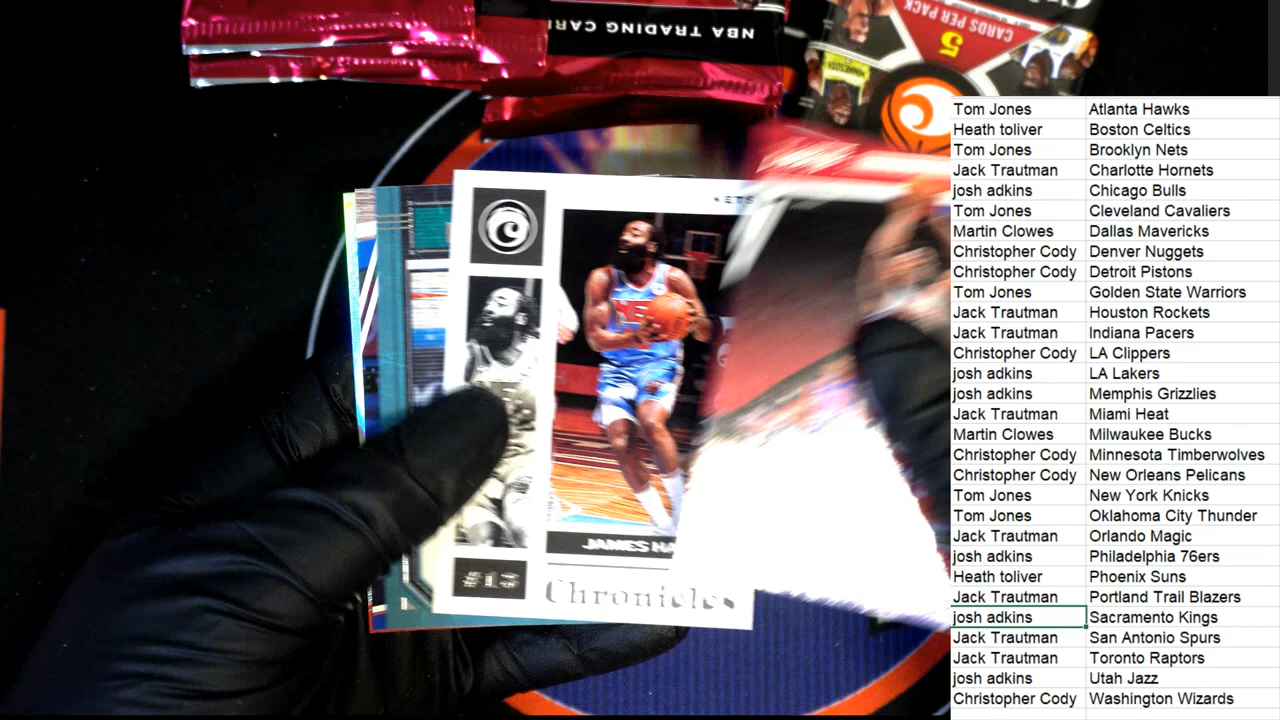 NBA TRADING CARD
5
CARDS PER PACK
MINNESOTA
ETS
JAMES HA
#13
Chronicles
Tom Jones Atlanta Hawks
Heath toliver Boston Celtics
Tom Jones Brooklyn Nets
Jack Trautman Charlotte Hornets
josh adkins Chicago Bulls
Tom Jones Cleveland Cavaliers
Martin Clowes Dallas Mavericks
Christopher Cody Denver Nuggets
Christopher Cody Detroit Pistons
Tom Jones Golden State Warriors
Jack Trautman Houston Rockets
Jack Trautman Indiana Pacers
Christopher Cody LA Clippers
josh adkins LA Lakers
josh adkins Memphis Grizzlies
Jack Trautman Miami Heat
Martin Clowes Milwaukee Bucks
Christopher Cody Minnesota Timberwolves
Christopher Cody New Orleans Pelicans
Tom Jones New York Knicks
Tom Jones Oklahoma City Thunder
Jack Trautman Orlando Magic
josh adkins Philadelphia 76ers
Heath toliver Phoenix Suns
Jack Trautman Portland Trail Blazers
josh adkins Sacramento Kings
Jack Trautman San Antonio Spurs
Jack Trautman Toronto Raptors
josh adkins Utah Jazz
Christopher Cody Washington Wizards